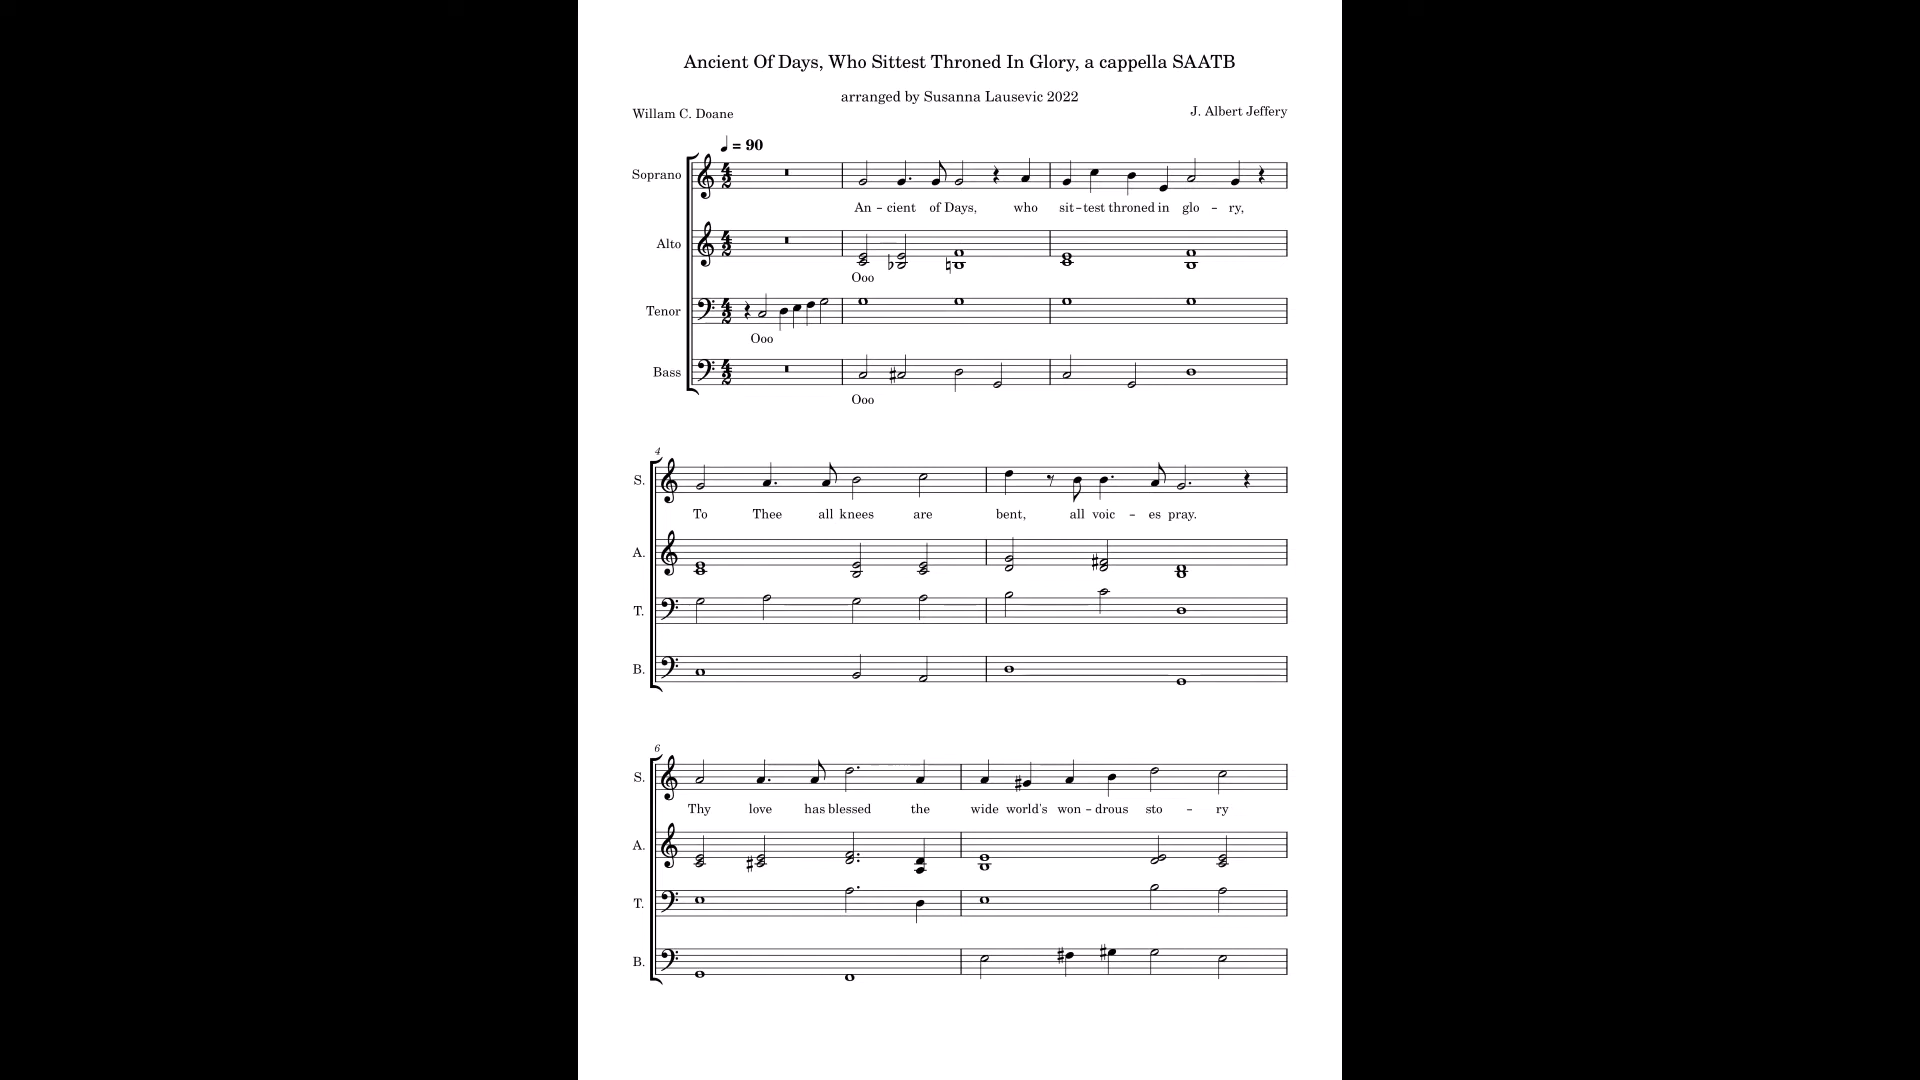 Ancient Of Days, Who Sittest Throned In Glory, a cappella SAATB
arranged by Susanna Lausevic 2022
Willam C. Doane
J. Albert Jeffery
= 90
Soprano
An - cient of Days, who sit - test throned in glo - ry,
Alto
Ooo
Tenor
Ooo
Bass
Ooo
4
S.
To Thee all knees are bent, all voic - es pray.
A.
T.
B.
6
S.
Thy love has blessed the wide world's won - drous sto - ry
A.
T.
B.